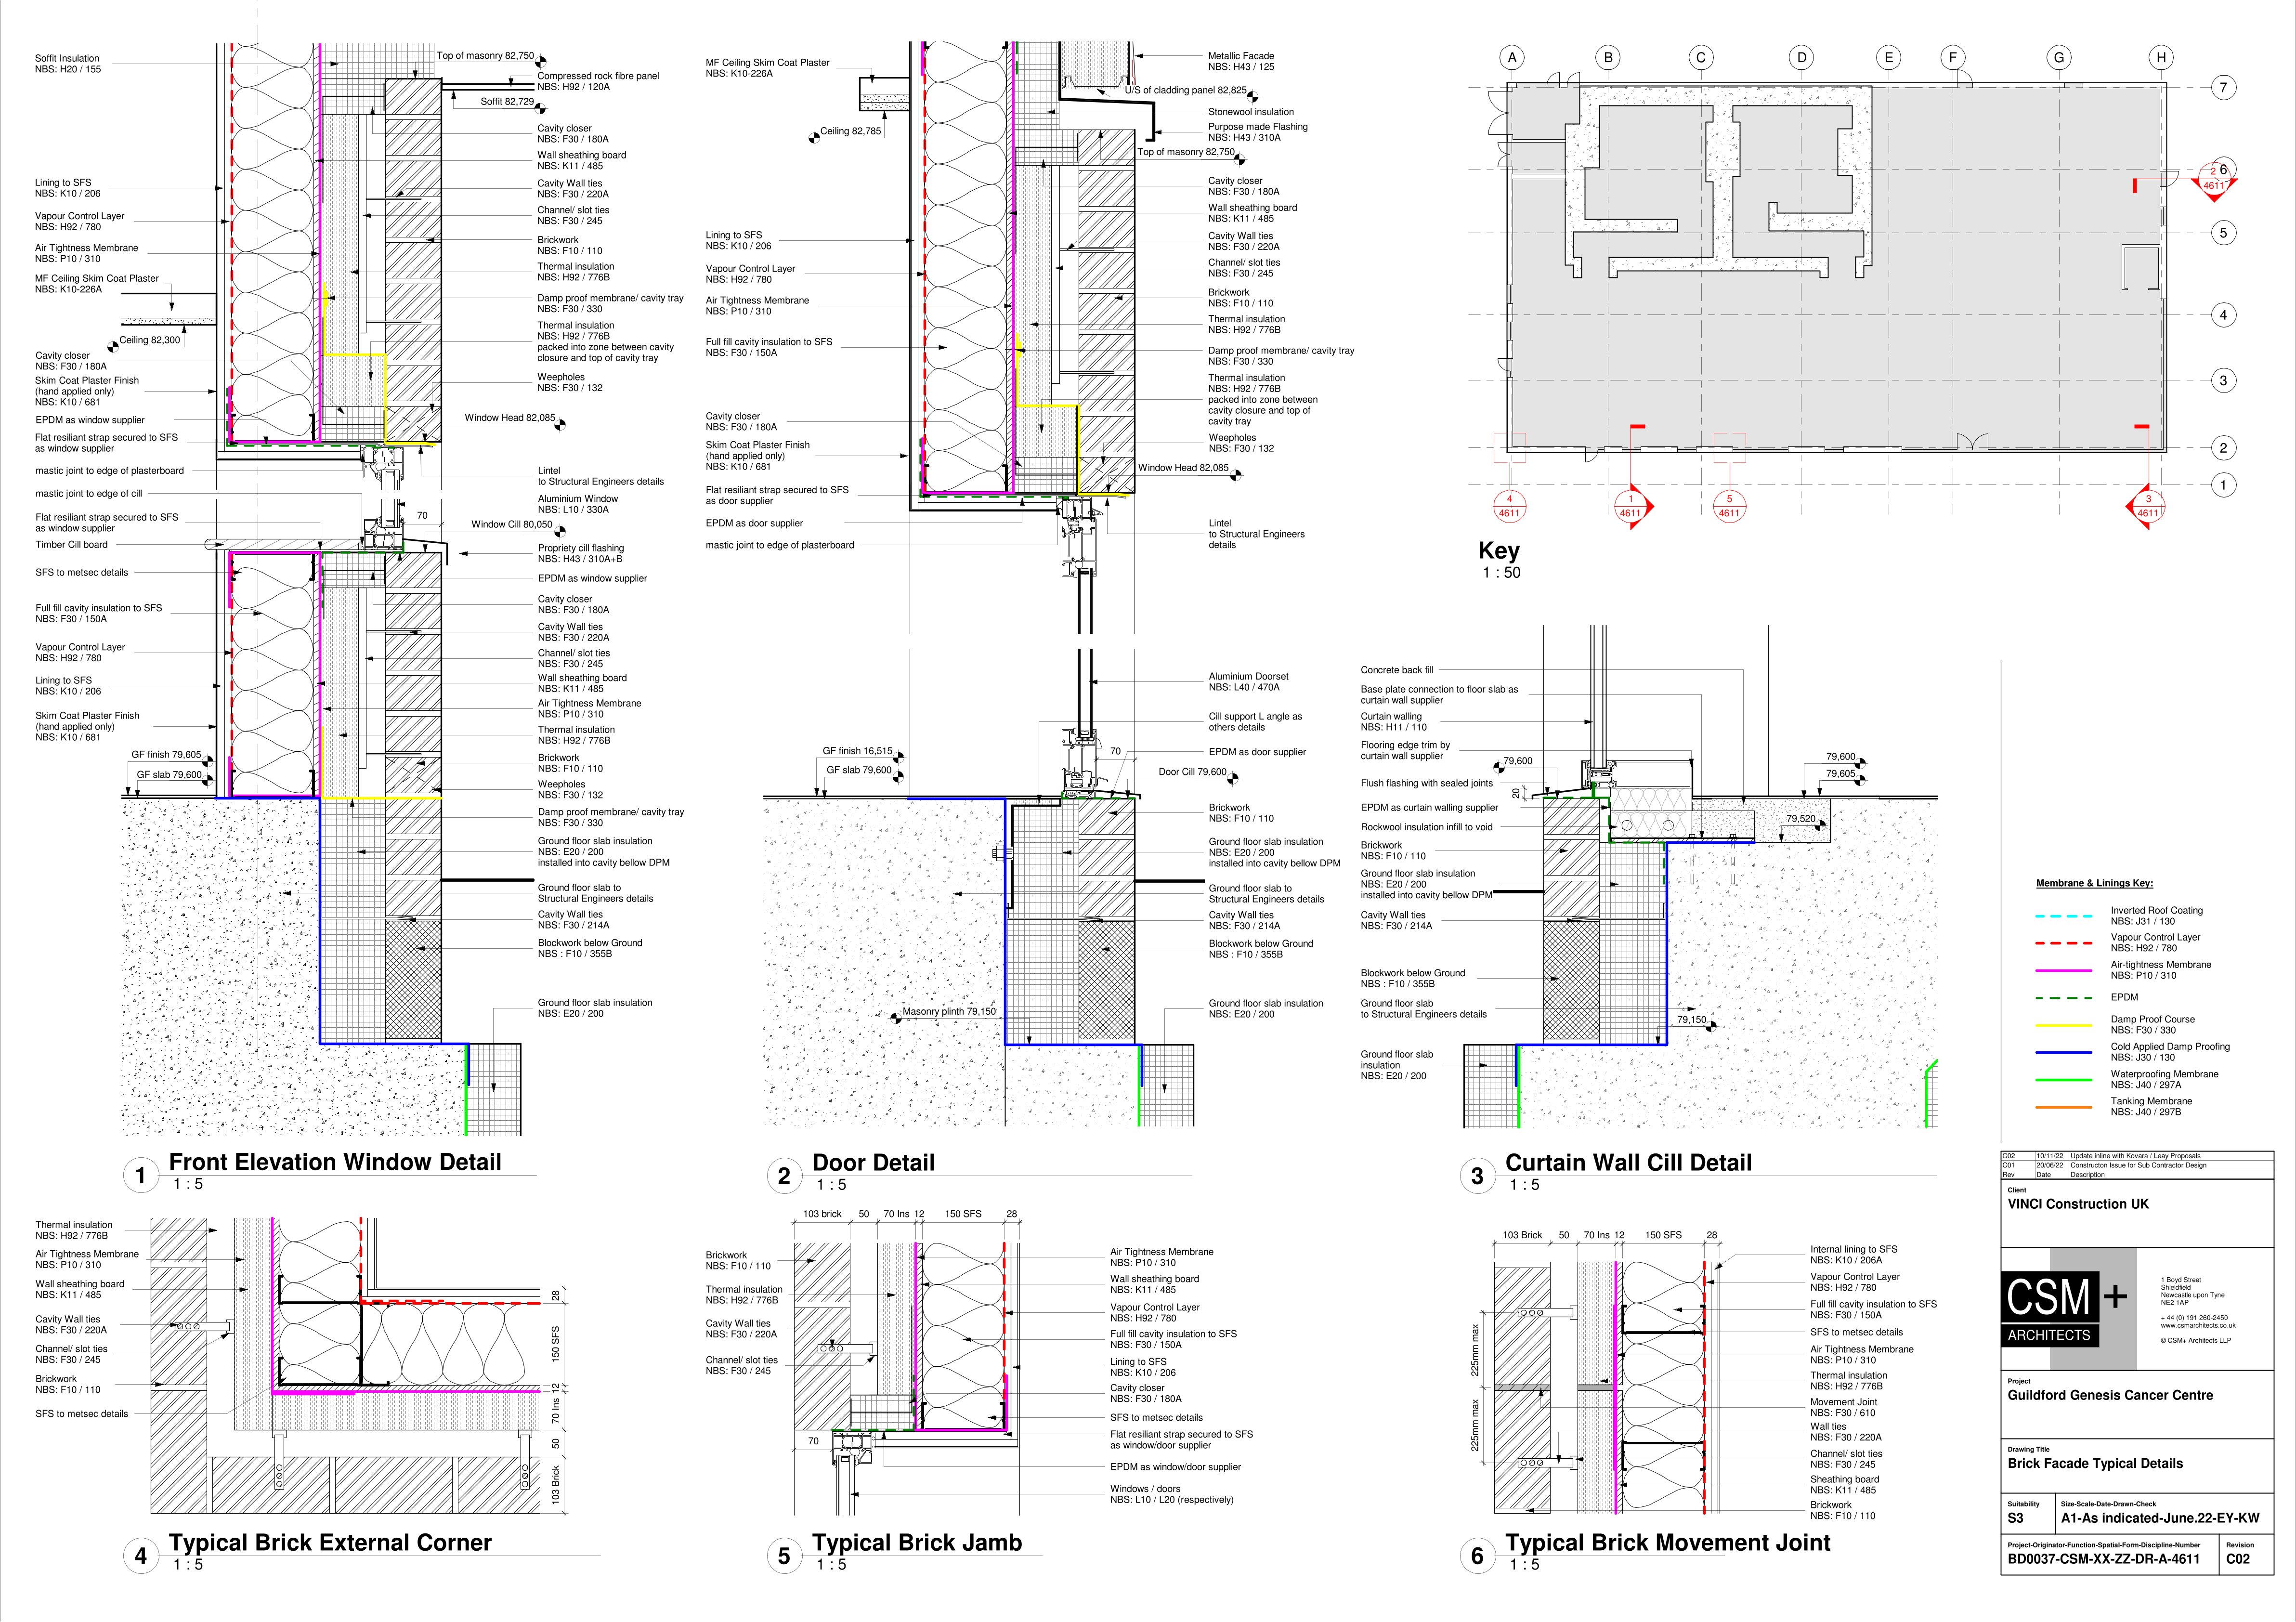 Soffit Insulation
NBS: H20 / 155
Lining to SFS
NBS: K10 / 206
Vapour Control Layer
NBS: H92 / 780
Air Tightness Membrane
NBS: P10 / 310
MF Ceiling Skim Coat Plaster
NBS: K10-226A
Ceiling 82,300
Cavity closer
NBS: F30 / 180A
Skim Coat Plaster Finish
(hand applied only)
NBS: K10 / 681
EPDM as window supplier
Flat resiliant strap secured to SFS
as window supplier
mastic joint to edge of plasterboard
mastic joint to edge of cill
Flat resiliant strap secured to SFS
as window supplier
Timber Cill board
SFS to metsec details
Full fill cavity insulation to SFS
NBS: F30 / 150A
Vapour Control Layer
NBS: H92 / 780
Lining to SFS
NBS: K10 / 206
Skim Coat Plaster Finish
(hand applied only)
NBS: K10 / 681
GF finish 79,605
GF slab 79,600
Top of masonry 82,750
Compressed rock fibre panel
NBS: H92 / 120A
Soffit 82,729
Cavity closer
NBS: F30 / 180A
Wall sheathing board
NBS: K11 / 485
Cavity Wall ties
NBS: F30 / 220A
Channel/ slot ties
NBS: F30 / 245
Brickwork
NBS: F10 / 110
Thermal insulation
NBS: H92 / 776B
Damp proof membrane/ cavity tray
NBS: F30 / 330
Thermal insulation
NBS: H92 / 776B
packed into zone between cavity
closure and top of cavity tray
Weepholes
NBS: F30 / 132
Window Head 82,085
Lintel
to Structural Engineers details
Aluminium Window
NBS: L10 / 330A
70
Window Cill 80,050
Propriety cill flashing
NBS: H43 / 310A+B
EPDM as window supplier
Cavity closer
NBS: F30 / 180A
Cavity Wall ties
NBS: F30 / 220A
Channel/ slot ties
NBS: F30 / 245
Wall sheathing board
NBS: K11 / 485
Air Tightness Membrane
NBS: P10 / 310
Thermal insulation
NBS: H92 / 776B
Brickwork
NBS: F10 / 110
Weepholes
NBS: F30 / 132
Damp proof membrane/ cavity tray
NBS: F30 / 330
Ground floor slab insulation
NBS: E20 / 200
installed into cavity bellow DPM
Ground floor slab to
Structural Engineers details
Cavity Wall ties
NBS: F30 / 214A
Blockwork below Ground
NBS : F10 / 355B
Ground floor slab insulation
NBS: E20 / 200
1
Front Elevation Window Detail
1 : 5
MF Ceiling Skim Coat Plaster
NBS: K10-226A
Ceiling 82,785
Lining to SFS
NBS: K10 / 206
Vapour Control Layer
NBS: H92 / 780
Air Tightness Membrane
NBS: P10 / 310
Full fill cavity insulation to SFS
NBS: F30 / 150A
Cavity closer
NBS: F30 / 180A
Skim Coat Plaster Finish
(hand applied only)
NBS: K10 / 681
Flat resiliant strap secured to SFS
as door supplier
EPDM as door supplier
mastic joint to edge of plasterboard
GF finish 16,515
GF slab 79,600
Masonry plinth 79,150
Metallic Facade
NBS: H43 / 125
U/S of cladding panel 82,825
Stonewool insulation
Purpose made Flashing
NBS: H43 / 310A
Top of masonry 82,750
Cavity closer
NBS: F30 / 180A
Wall sheathing board
NBS: K11 / 485
Cavity Wall ties
NBS: F30 / 220A
Channel/ slot ties
NBS: F30 / 245
Brickwork
NBS: F10 / 110
Thermal insulation
NBS: H92 / 776B
Damp proof membrane/ cavity tray
NBS: F30 / 330
Thermal insulation
NBS: H92 / 776B
packed into zone between
cavity closure and top of
cavity tray
Weepholes
NBS: F30 / 132
Window Head 82,085
Lintel
to Structural Engineers
details
Aluminium Doorset
NBS: L40 / 470A
Cill support L angle as
others details
70
EPDM as door supplier
Door Cill 79,600
Brickwork
NBS: F10 / 110
Ground floor slab insulation
NBS: E20 / 200
installed into cavity bellow DPM
Ground floor slab to
Structural Engineers details
Cavity Wall ties
NBS: F30 / 214A
Blockwork below Ground
NBS : F10 / 355B
Ground floor slab insulation
NBS: E20 / 200
2
Door Detail
1 : 5
A
B
C
D
E
F
G
H
7
6
5
4
3
2
1
2
4611
4
4611
1
4611
5
4611
3
4611
Key
1 : 50
Concrete back fill
Base plate connection to floor slab as
curtain wall supplier
Curtain walling
NBS: H11 / 110
Flooring edge trim by
curtain wall supplier
79,600
Flush flashing with sealed joints
20
EPDM as curtain walling supplier
Rockwool insulation infill to void
Brickwork
NBS: F10 / 110
Ground floor slab insulation
NBS: E20 / 200
installed into cavity bellow DPM
Cavity Wall ties
NBS: F30 / 214A
Blockwork below Ground
NBS : F10 / 355B
Ground floor slab
to Structural Engineers details
Ground floor slab
insulation
NBS: E20 / 200
79,600
79,605
79,520
79,150
3
Curtain Wall Cill Detail
1 : 5
Membrane & Linings Key:
Inverted Roof Coating
NBS: J31 / 130
Vapour Control Layer
NBS: H92 / 780
Air-tightness Membrane
NBS: P10 / 310
EPDM
Damp Proof Course
NBS: F30 / 330
Cold Applied Damp Proofing
NBS: J30 / 130
Waterproofing Membrane
NBS: J40 / 297A
Tanking Membrane
NBS: J40 / 297B
Thermal insulation
NBS: H92 / 776B
Air Tightness Membrane
NBS: P10 / 310
Wall sheathing board
NBS: K11 / 485
Cavity Wall ties
NBS: F30 / 220A
Channel/ slot ties
NBS: F30 / 245
Brickwork
NBS: F10 / 110
SFS to metsec details
28
150 SFS
12
70 Ins
50
103 Brick
4
Typical Brick External Corner
1 : 5
103 brick
50
70 Ins
12
150 SFS
28
Brickwork
NBS: F10 / 110
Thermal insulation
NBS: H92 / 776B
Cavity Wall ties
NBS: F30 / 220A
Channel/ slot ties
NBS: F30 / 245
70
Air Tightness Membrane
NBS: P10 / 310
Wall sheathing board
NBS: K11 / 485
Vapour Control Layer
NBS: H92 / 780
Full fill cavity insulation to SFS
NBS: F30 / 150A
Lining to SFS
NBS: K10 / 206
Cavity closer
NBS: F30 / 180A
SFS to metsec details
Flat resiliant strap secured to SFS
as window/door supplier
EPDM as window/door supplier
Windows / doors
NBS: L10 / L20 (respectively)
5
Typical Brick Jamb
1 : 5
103 Brick
50
70 Ins
12
150 SFS
28
225mm max
225mm max
Internal lining to SFS
NBS: K10 / 206A
Vapour Control Layer
NBS: H92 / 780
Full fill cavity insulation to SFS
NBS: F30 / 150A
SFS to metsec details
Air Tightness Membrane
NBS: P10 / 310
Thermal insulation
NBS: H92 / 776B
Movement Joint
NBS: F30 / 610
Wall ties
NBS: F30 / 220A
Channel/ slot ties
NBS: F30 / 245
Sheathing board
NBS: K11 / 485
Brickwork
NBS: F10 / 110
6
Typical Brick Movement Joint
1 : 5
C02 10/11/22 Update inline with Kovara / Leay Proposals
C01 20/06/22 Constructon Issue for Sub Contractor Design
Rev Date Description
Client
VINCI Construction UK
CSM+
ARCHITECTS
1 Boyd Street
Shieldfield
Newcastle upon Tyne
NE2 1AP
+ 44 (0) 191 260-2450
www.csmarchitects.co.uk
© CSM+ Architects LLP
Project
Guildford Genesis Cancer Centre
Drawing Title
Brick Facade Typical Details
Suitability
S3
Size-Scale-Date-Drawn-Check
A1-As indicated-June.22-EY-KW
Project-Originator-Function-Spatial-Form-Discipline-Number
BD0037-CSM-XX-ZZ-DR-A-4611
Revision
C02